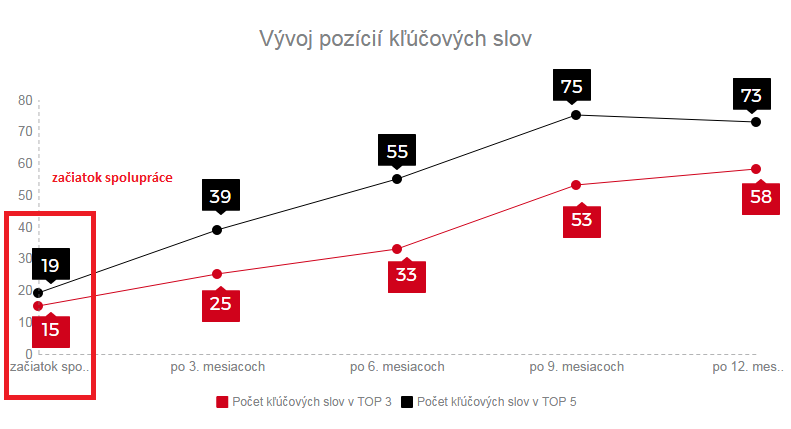 Vývoj pozícií kľúčových slov
80
70
60
50
40
30
20
10
0
začiatok spolupráce
19
39
55
75
73
15
25
33
53
58
začiatok spo..
po 3. mesiacoch
po 6. mesiacoch
po 9. mesiacoch
po 12. mes..
Počet kľúčových slov v TOP 3
Počet kľúčových slov v TOP 5